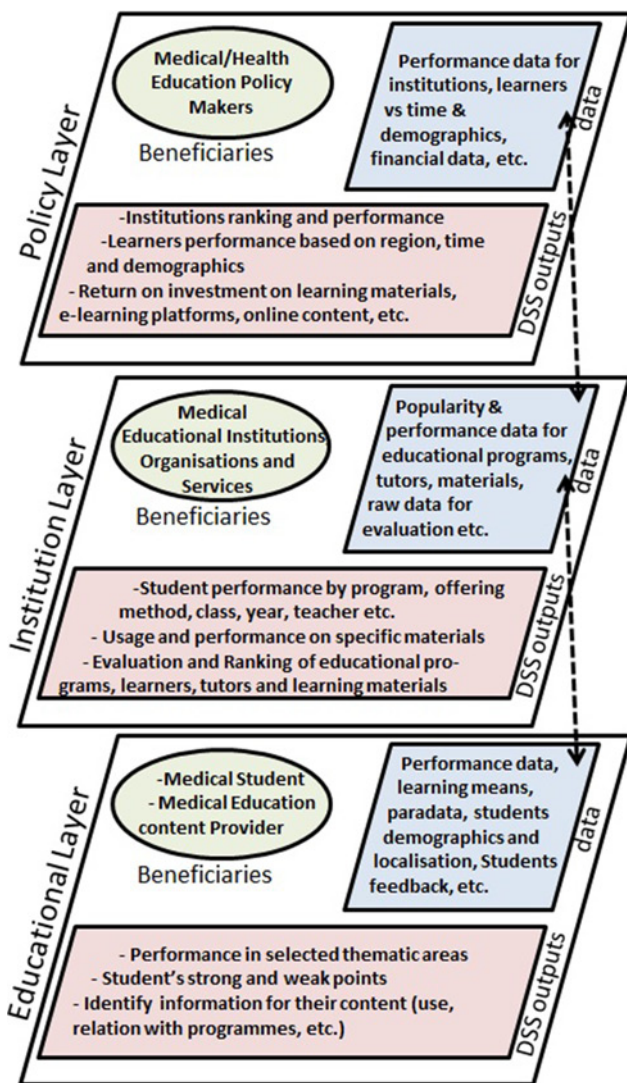 Policy Layer
Medical/Health
Education Policy
Makers
Beneficiaries
Performance data for
institutions, learners
vs time &
demographics,
financial data, etc.
data
-Institutions ranking and performance
-Learners performance based on region, time
and demographics
- Return on investment on learning materials,
e-learning platforms, online content, etc.
DSS outputs
Institution Layer
Medical
Educational Institutions
Organisations and
Services
Beneficiaries
Popularity &
performance data for
educational programs,
tutors, materials,
raw data for
evaluation etc.
data
-Student performance by program, offering
method, class, year, teacher etc.
- Usage and performance on specific materials
- Evaluation and Ranking of educational pro-
grams, learners, tutors and learning materials
DSS outputs
Educational Layer
-Medical Student
- Medical Education
content Provider
Beneficiaries
Performance data,
learning means,
paradata, students
demographics and
localisation, Students
feedback, etc.
data
- Performance in selected thematic areas
- Student's strong and weak points
- Identify information for their content (use,
relation with programmes, etc.)
DSS outputs